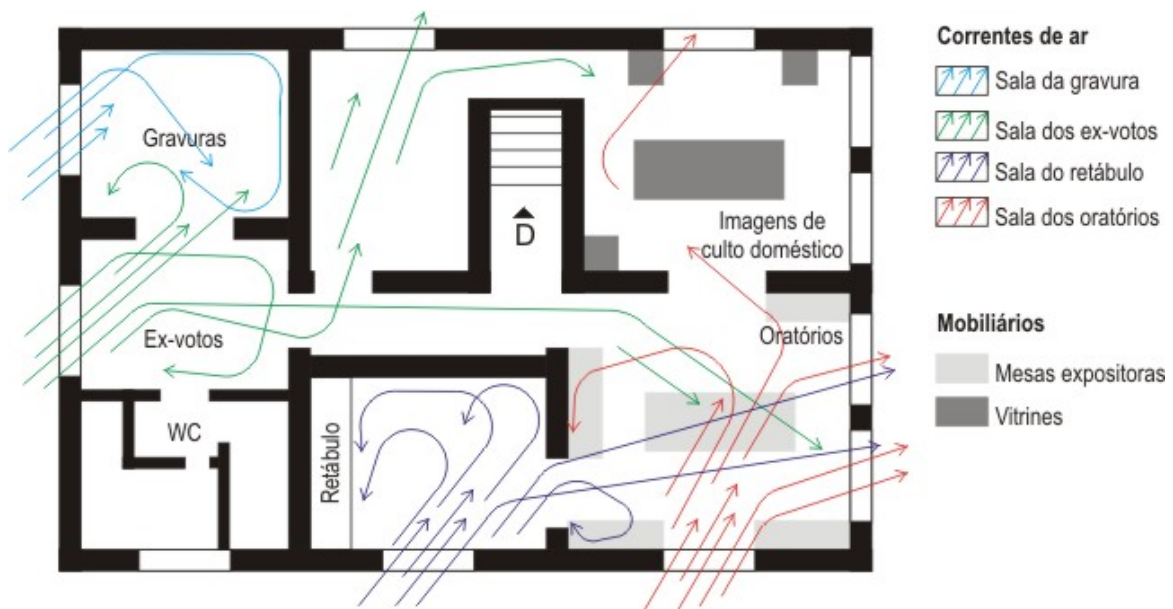 Gravuras
Ex-votos
WC
Retábulo
D
Imagens de
culto doméstico
Oratórios
Correntes de ar
Sala da gravura
Sala dos ex-votos
Sala do retábulo
Sala dos oratórios
Mobiliários
Mesas expositoras
Vitrines